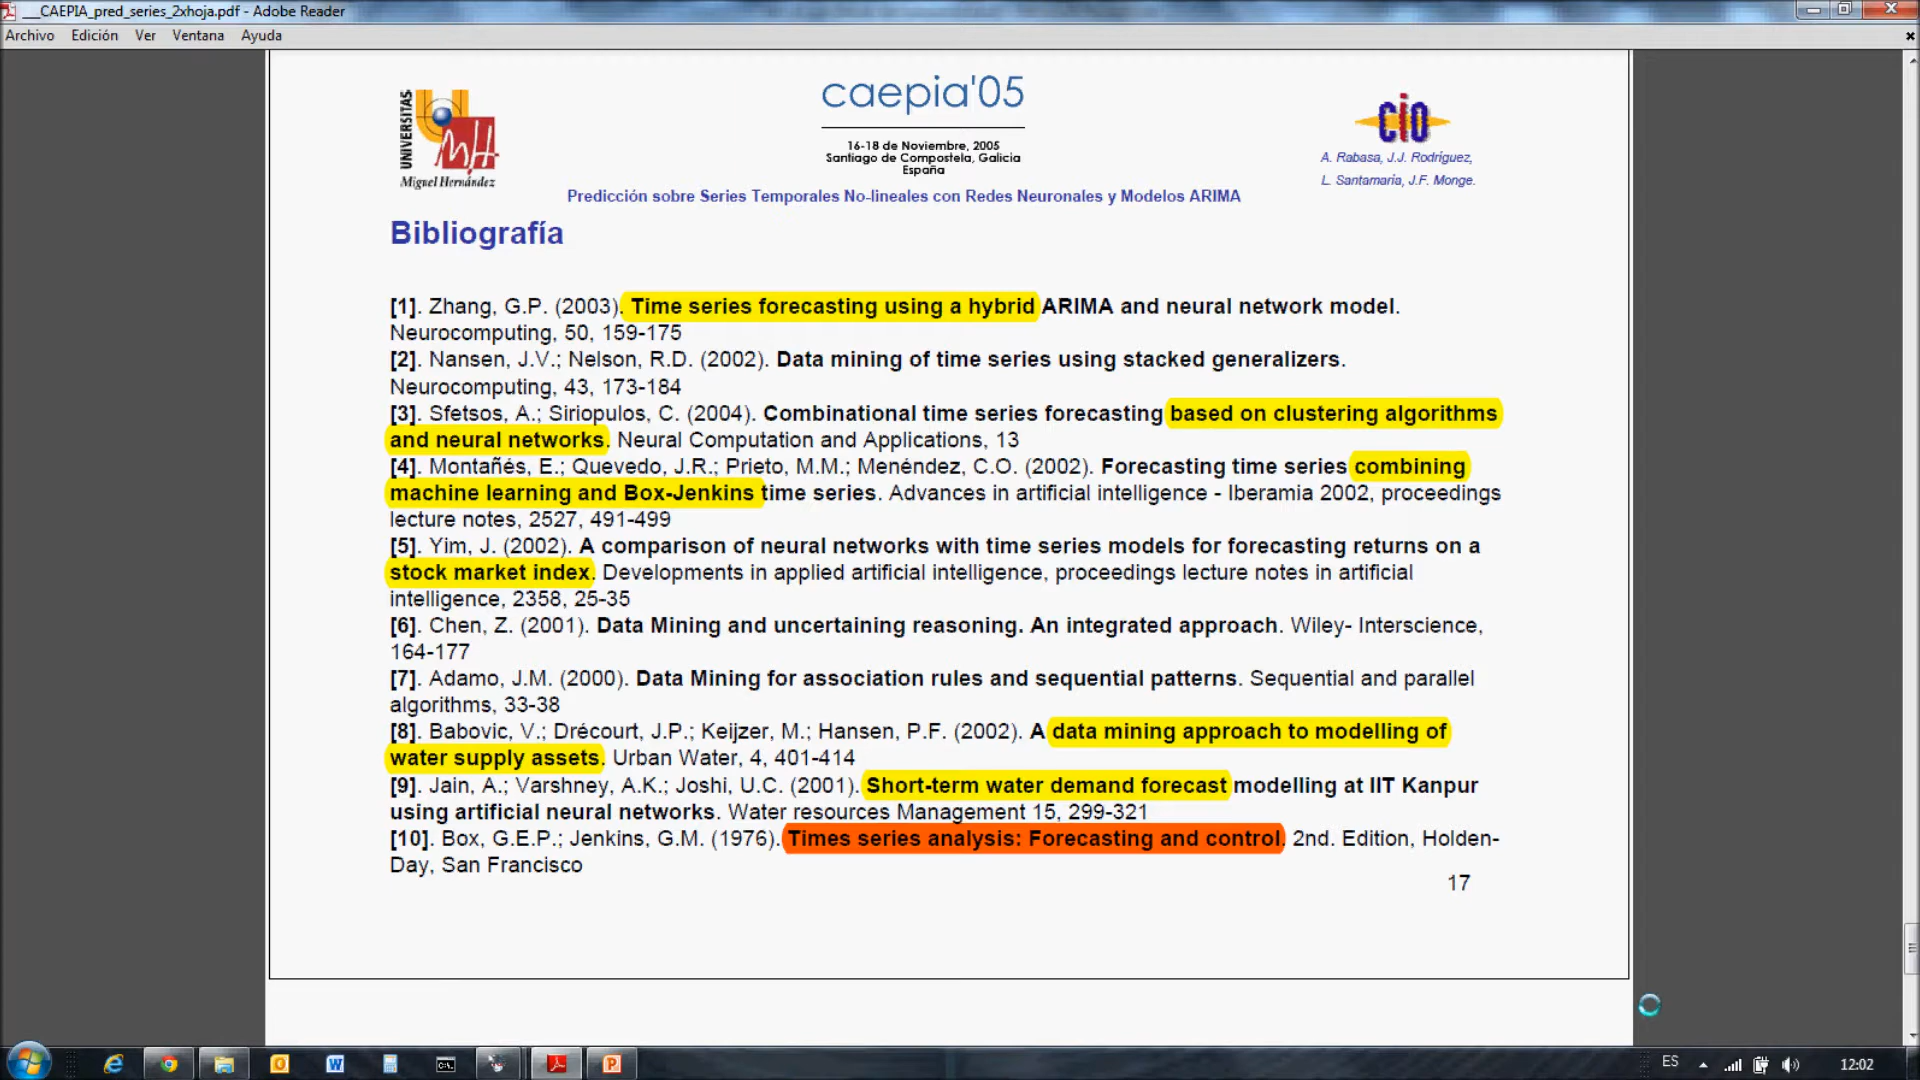 ___CAEPIA_pred_series_2xhoja.pdf - Adobe Reader
Archivo Edición Ver Ventana Ayuda
UNIVERSITAS
Miguel Hernández
caepia'05
16-18 de Noviembre, 2005
Santiago de Compostela, Galicia
España
cio
A. Rabasa, J.J. Rodríguez,
L. Santamaría, J.F. Monge.
Predicción sobre Series Temporales No-lineales con Redes Neuronales y Modelos ARIMA
Bibliografía
[1]. Zhang, G.P. (2003). Time series forecasting using a hybrid ARIMA and neural network model.
Neurocomputing, 50, 159-175
[2]. Nansen, J.V.; Nelson, R.D. (2002). Data mining of time series using stacked generalizers.
Neurocomputing, 43, 173-184
[3]. Sfetsos, A.; Siriopulos, C. (2004). Combinational time series forecasting based on clustering algorithms
and neural networks. Neural Computation and Applications, 13
[4]. Montañés, E.; Quevedo, J.R.; Prieto, M.M.; Menéndez, C.O. (2002). Forecasting time series combining
machine learning and Box-Jenkins time series. Advances in artificial intelligence - Iberamia 2002, proceedings
lecture notes, 2527, 491-499
[5]. Yim, J. (2002). A comparison of neural networks with time series models for forecasting returns on a
stock market index. Developments in applied artificial intelligence, proceedings lecture notes in artificial
intelligence, 2358, 25-35
[6]. Chen, Z. (2001). Data Mining and uncertaining reasoning. An integrated approach. Wiley- Interscience,
164-177
[7]. Adamo, J.M. (2000). Data Mining for association rules and sequential patterns. Sequential and parallel
algorithms, 33-38
[8]. Babovic, V.; Drécourt, J.P.; Keijzer, M.; Hansen, P.F. (2002). A data mining approach to modelling of
water supply assets. Urban Water, 4, 401-414
[9]. Jain, A.; Varshney, A.K.; Joshi, U.C. (2001). Short-term water demand forecast modelling at IIT Kanpur
using artificial neural networks. Water resources Management 15, 299-321
[10]. Box, G.E.P.; Jenkins, G.M. (1976). Times series analysis: Forecasting and control. 2nd. Edition, Holden-
Day, San Francisco
17
ES 12:02